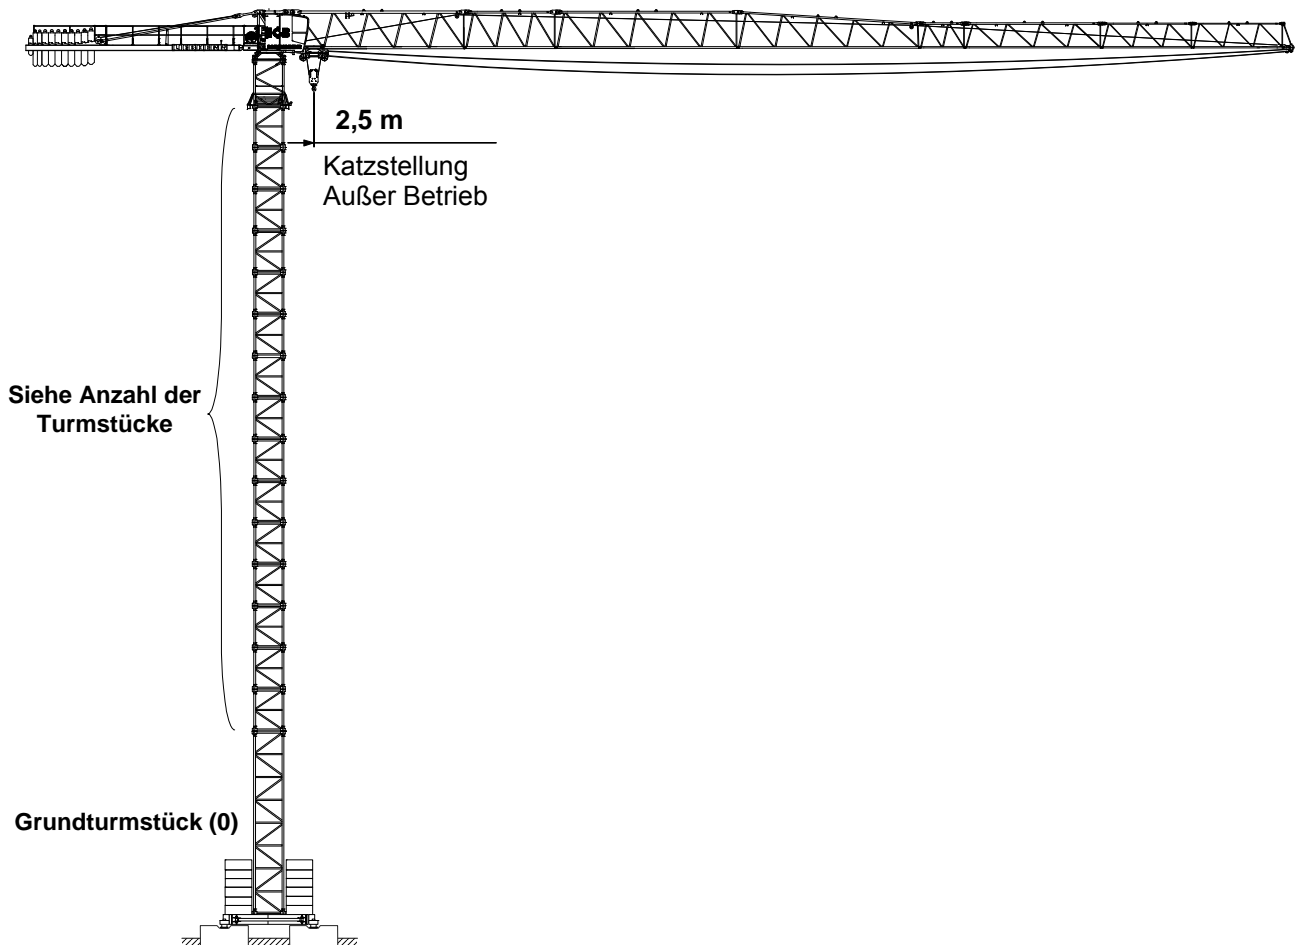 2,5 m
Katzstellung
Außer Betrieb
Siehe Anzahl der
Turmstücke
Grundturmstück (0)